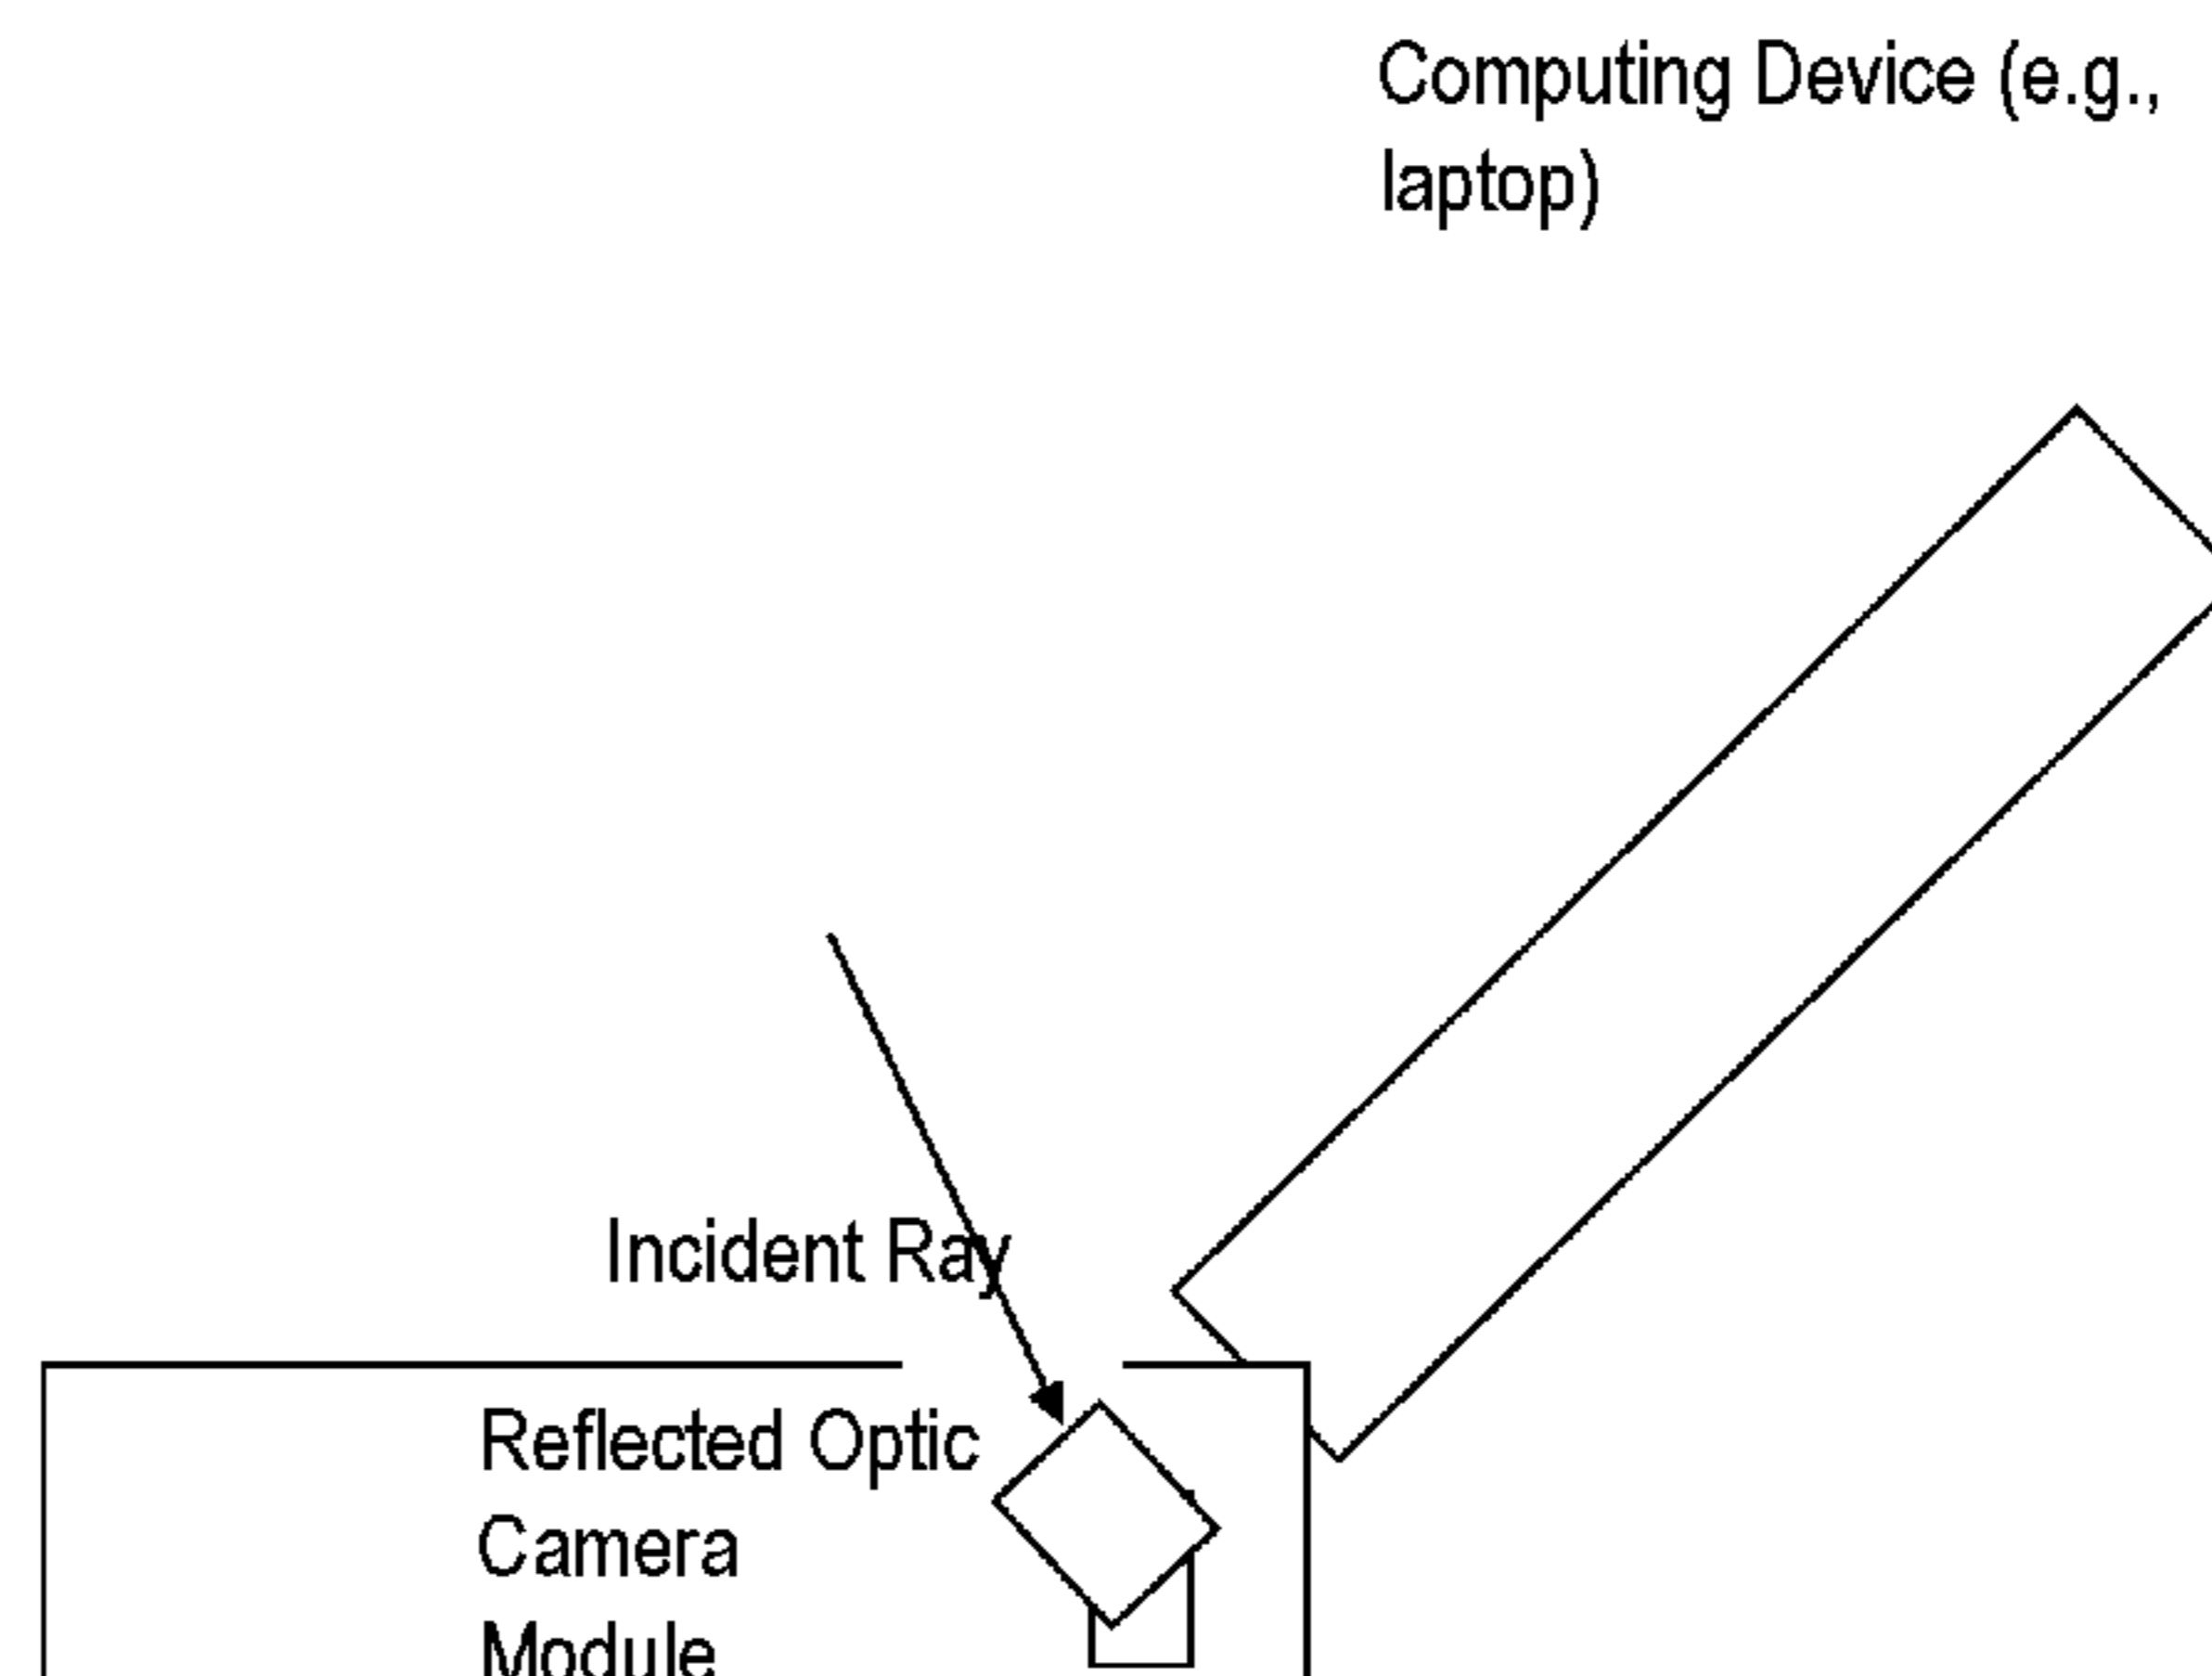 Computing Device (e.g.,
laptop)
Incident Ray
Reflected Optic
Camera
Module